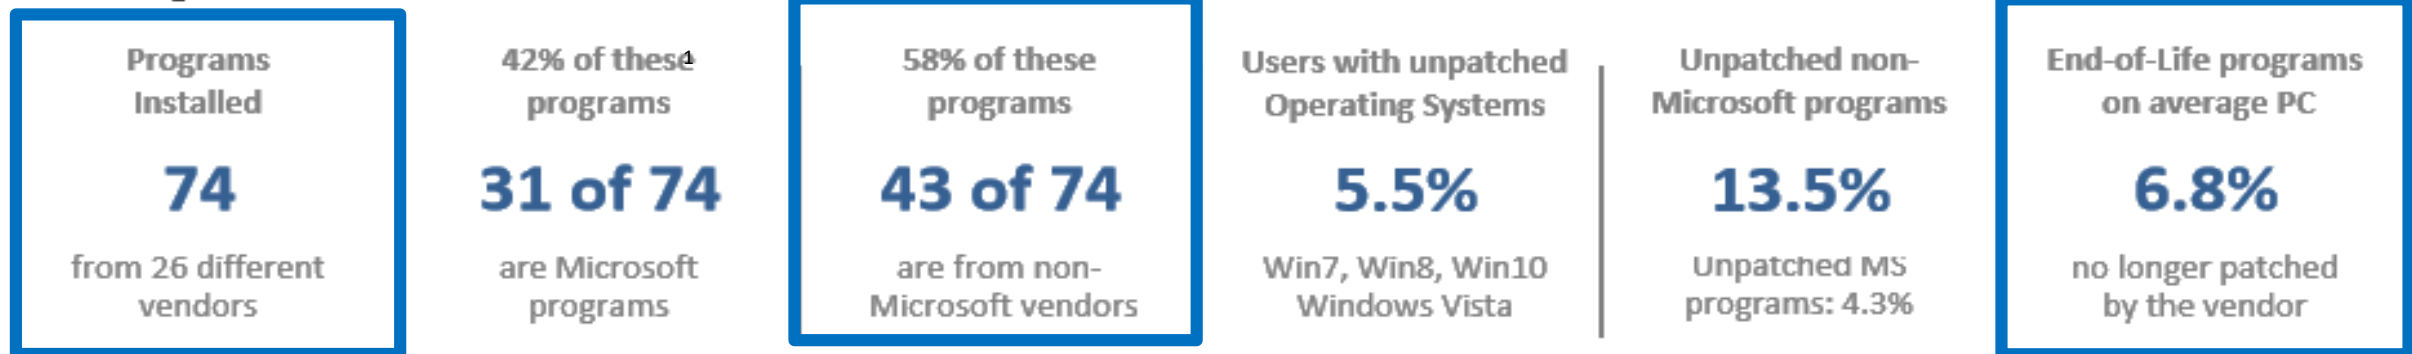 Programs
Installed
74
from 26 different
vendors
42% of these1
programs
31 of 74
are Microsoft
programs
58% of these
programs
43 of 74
are from non-
Microsoft vendors
Users with unpatched
Operating Systems
5.5%
Win7, Win8, Win10
Windows Vista
Unpatched non-
Microsoft programs
13.5%
Unpatched MS
programs: 4.3%
End-of-Life programs
on average PC
6.8%
no longer patched
by the vendor